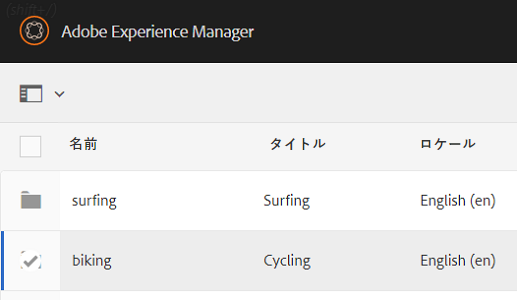 (shift+/)
Adobe Experience Manager
名前 タイトル ロケール
surfing Surfing English (en)
biking Cycling English (en)